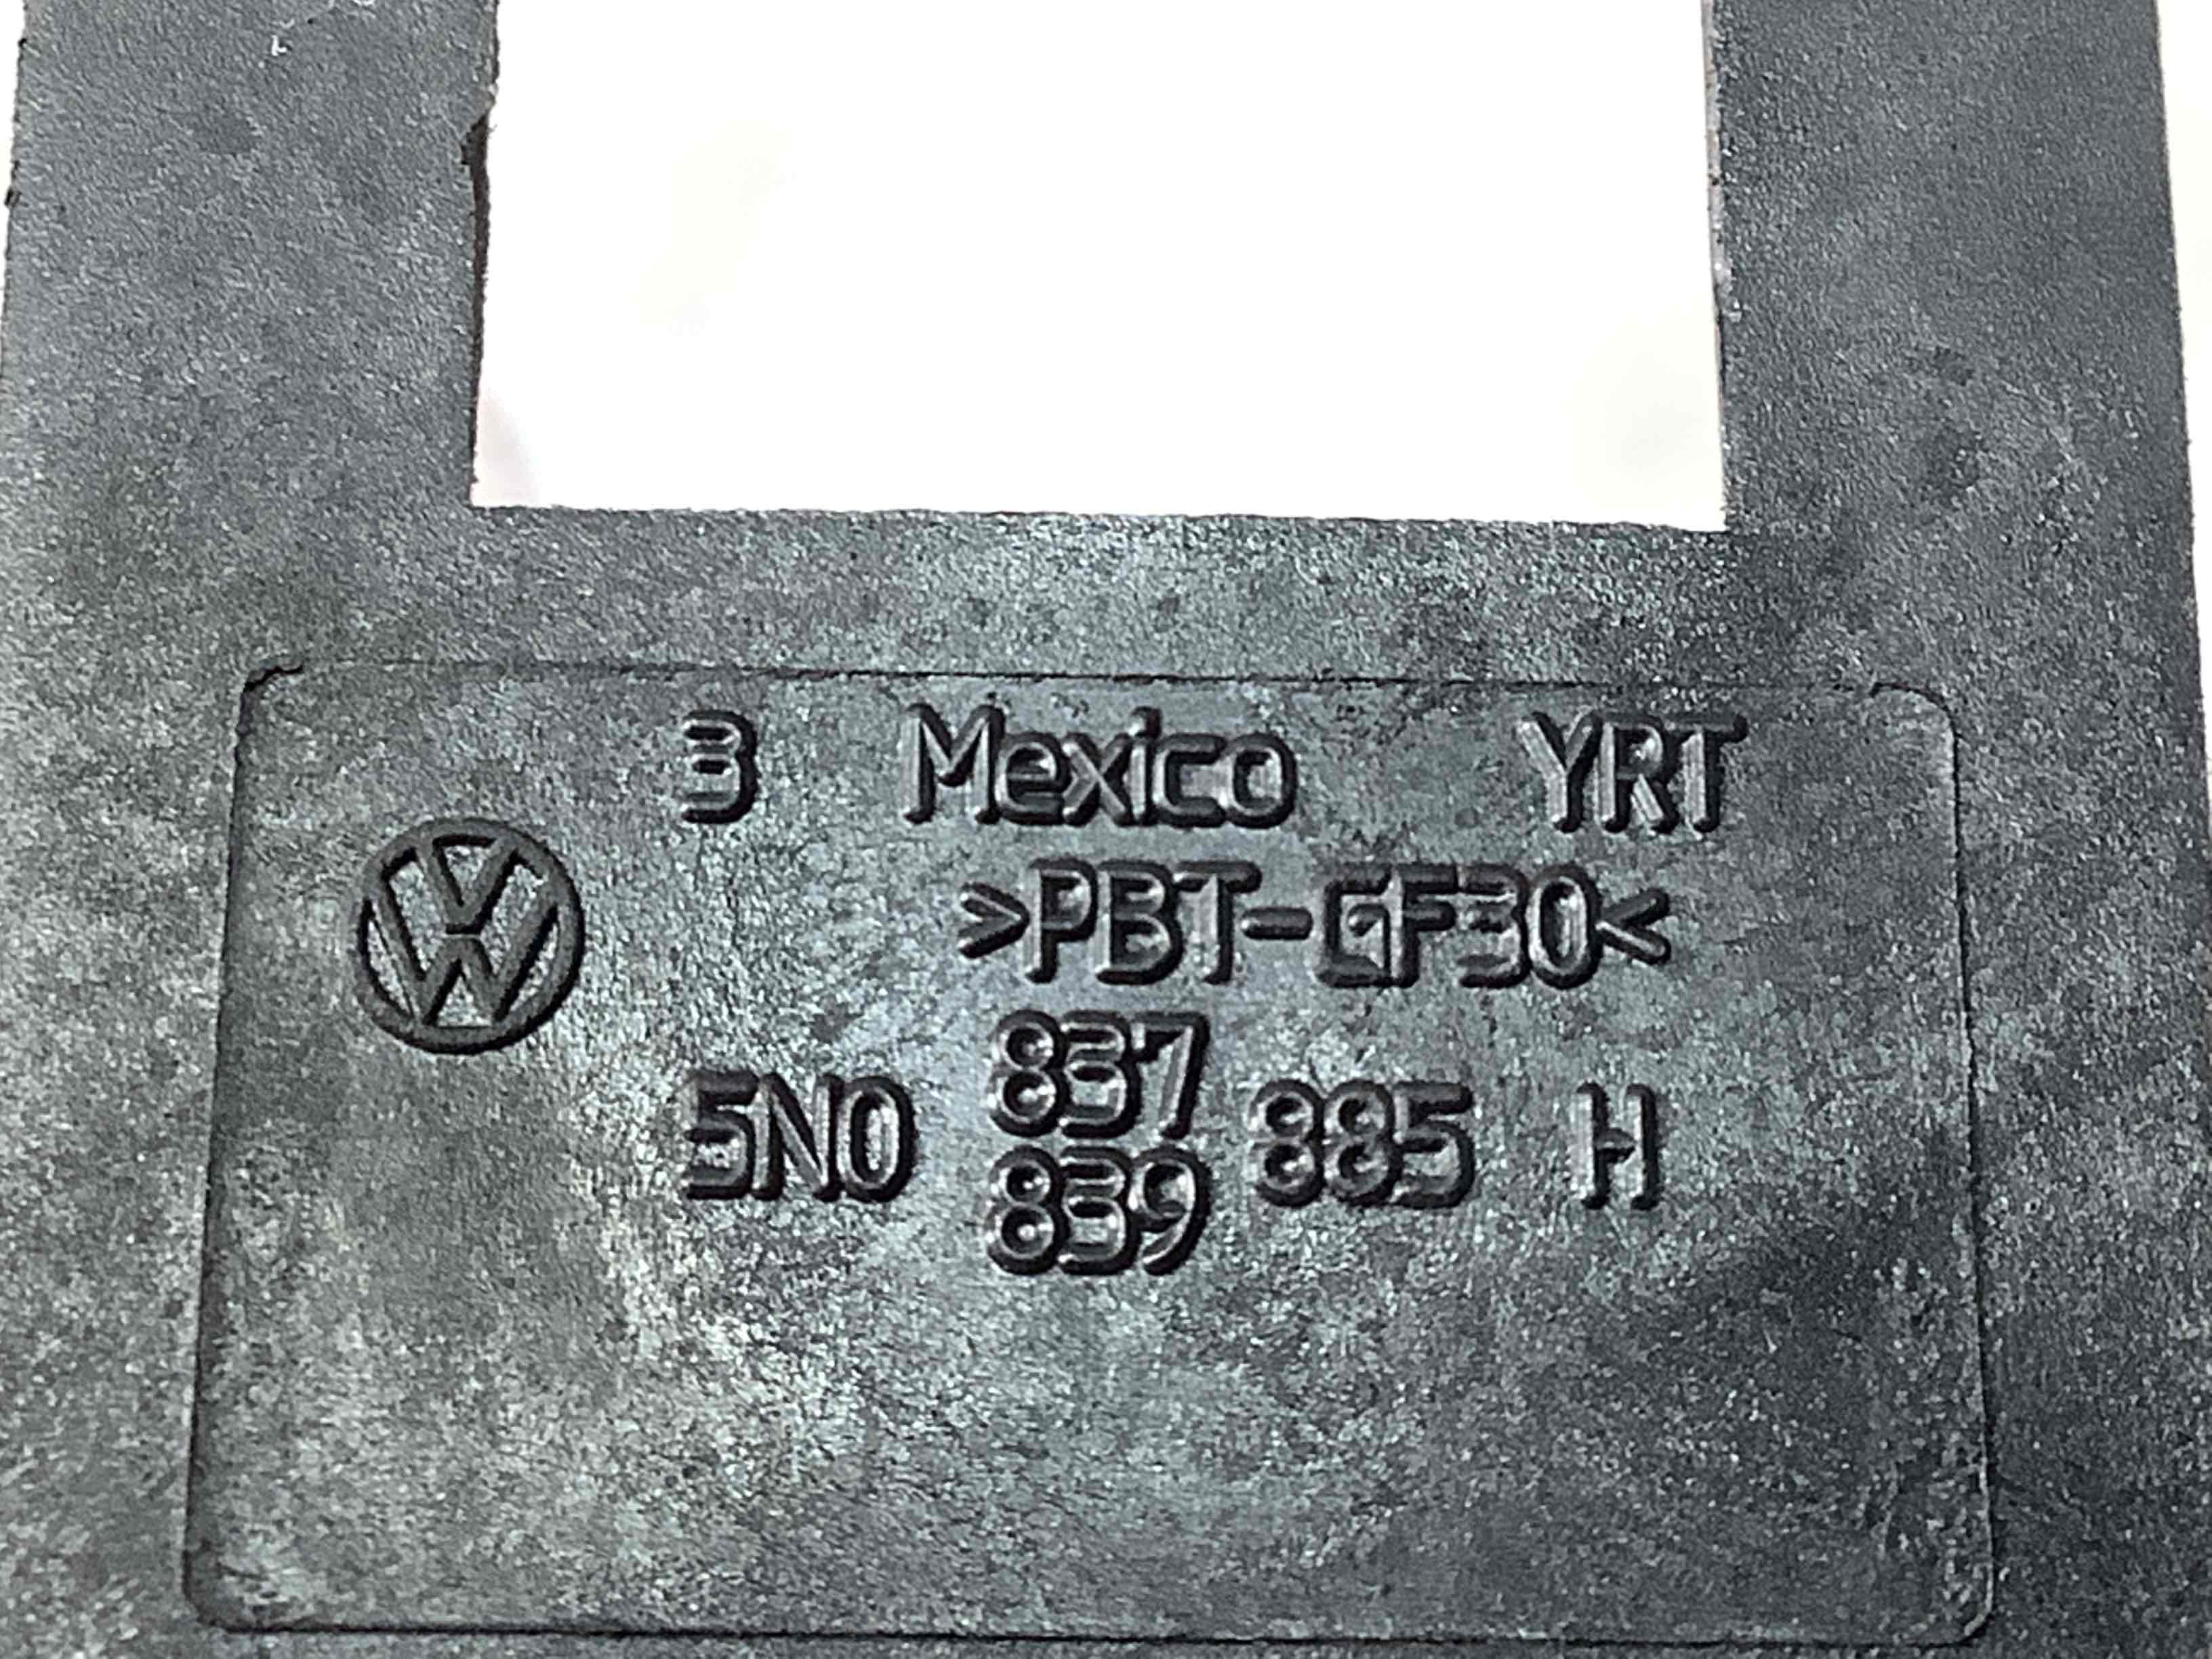 3 Mexico YRT
>PBT-GF30<
837
5N0 885 H
839